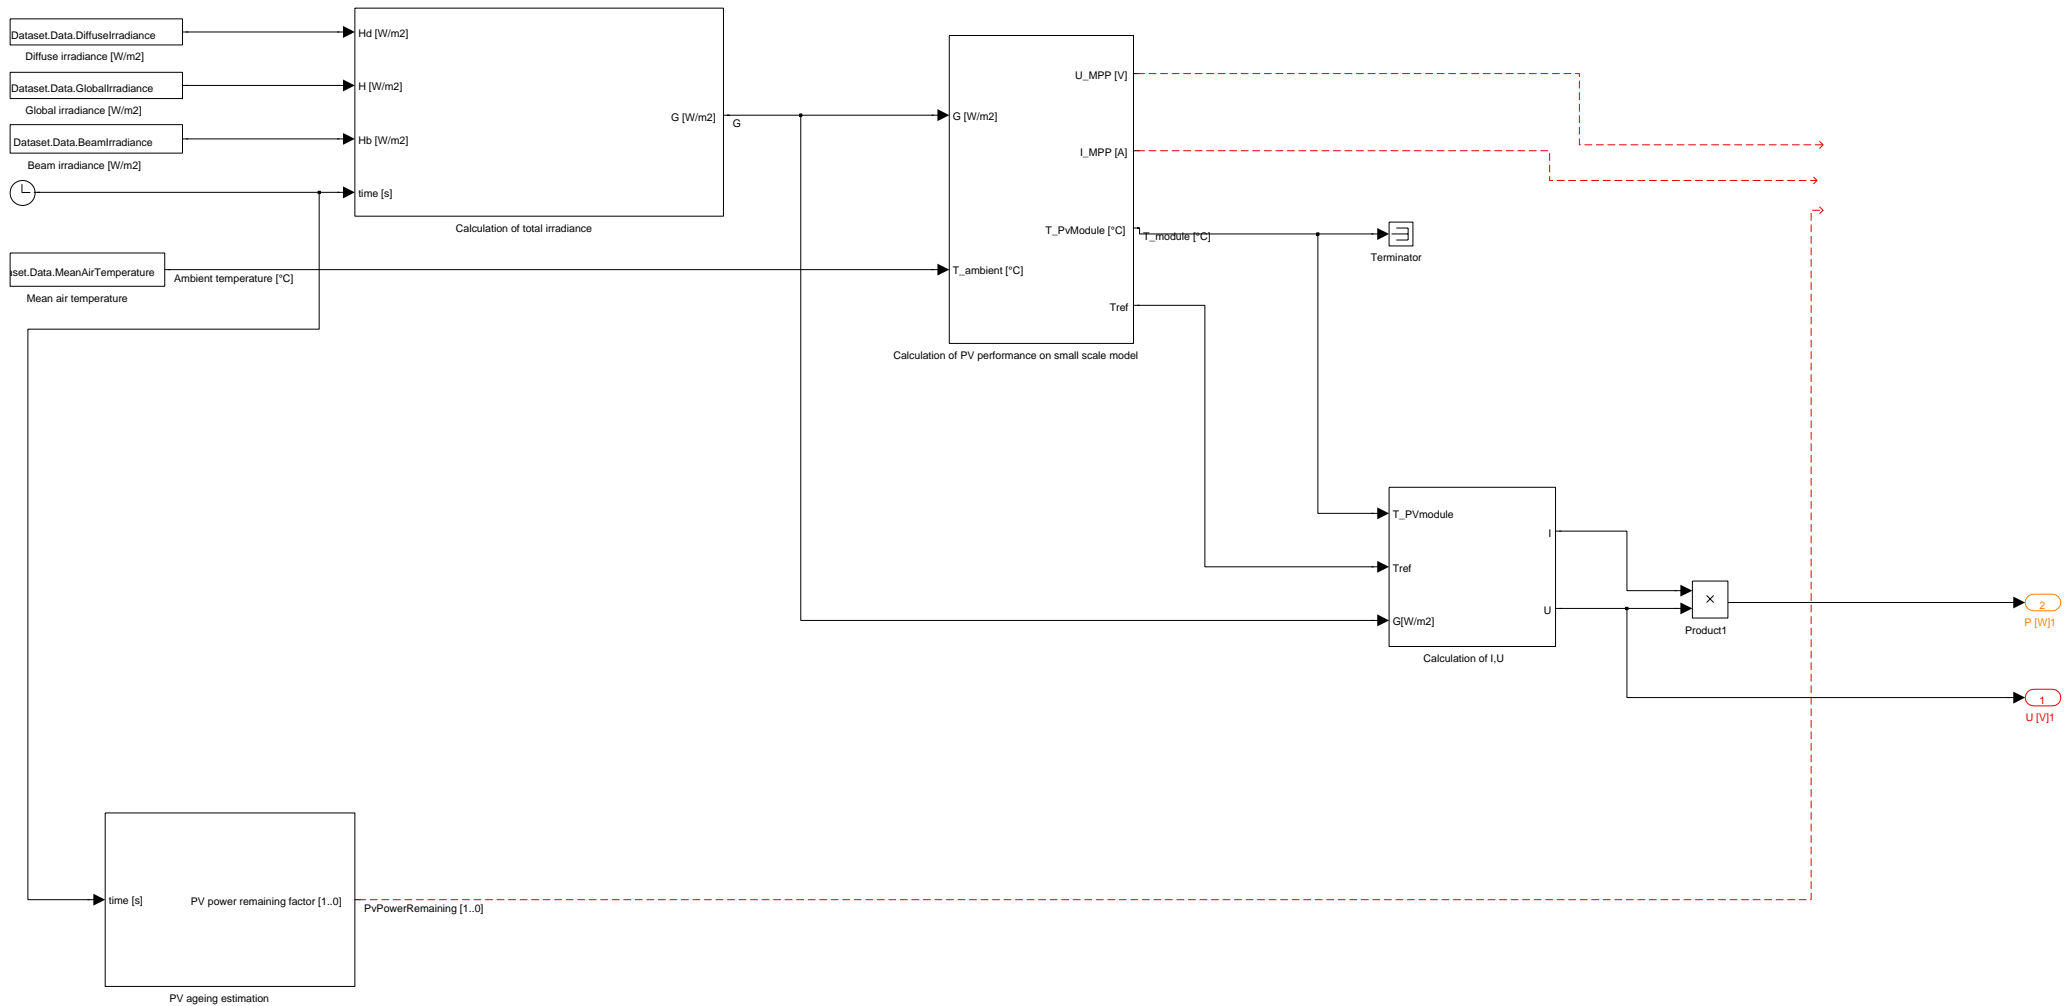 Dataset.Data.DiffuseIrradiance
Diffuse irradiance [W/m2]
Dataset.Data.GlobalIrradiance
Global irradiance [W/m2]
Dataset.Data.BeamIrradiance
Beam irradiance [W/m2]
Hd [W/m2]
H [W/m2]
Hb [W/m2]
time [s]
G [W/m2]
G
Calculation of total irradiance
set.Data.MeanAirTemperature
Mean air temperature
Ambient temperature [°C]
G [W/m2]
T_ambient [°C]
U_MPP [V]
I_MPP [A]
T_PvModule [°C]
Tref
T_module [°C]
Calculation of PV performance on small scale model
Terminator
T_PVmodule
Tref
G[W/m2]
I
U
Calculation of I,U
×
Product1
2
P [W]1
1
U [V]1
time [s]
PV power remaining factor [1..0]
PvPowerRemaining [1..0]
PV ageing estimation